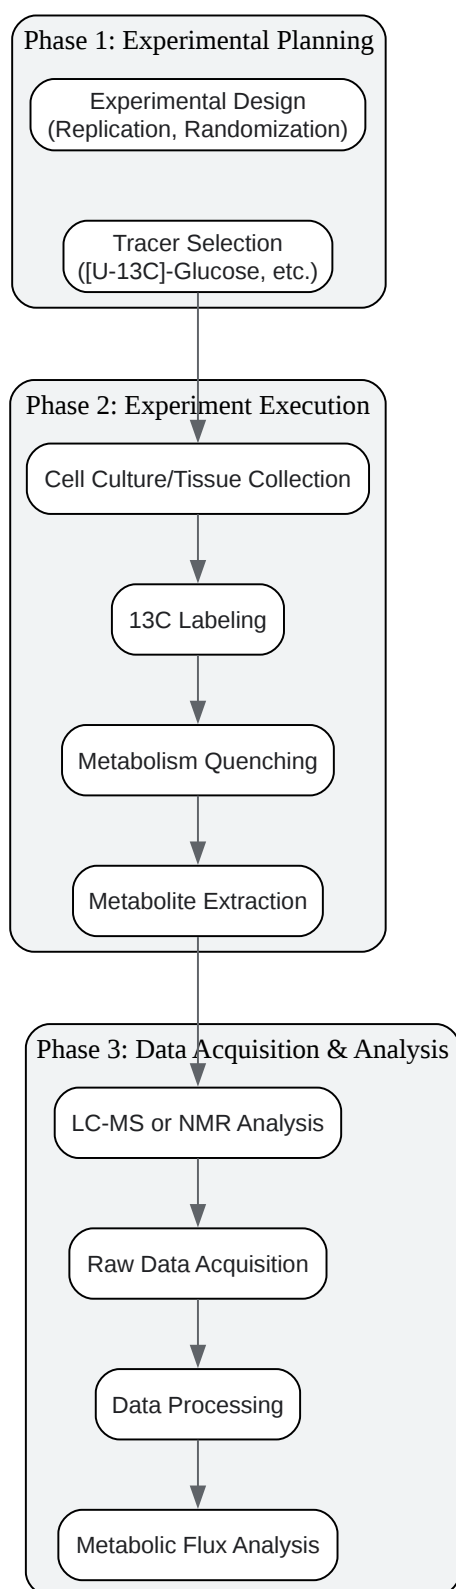 Phase 1: Experimental Planning
Experimental Design
(Replication, Randomization)
Tracer Selection
([U-13C]-Glucose, etc.)
Phase 2: Experiment Execution
Cell Culture/Tissue Collection
13C Labeling
Metabolism Quenching
Metabolite Extraction
Phase 3: Data Acquisition & Analysis
LC-MS or NMR Analysis
Raw Data Acquisition
Data Processing
Metabolic Flux Analysis